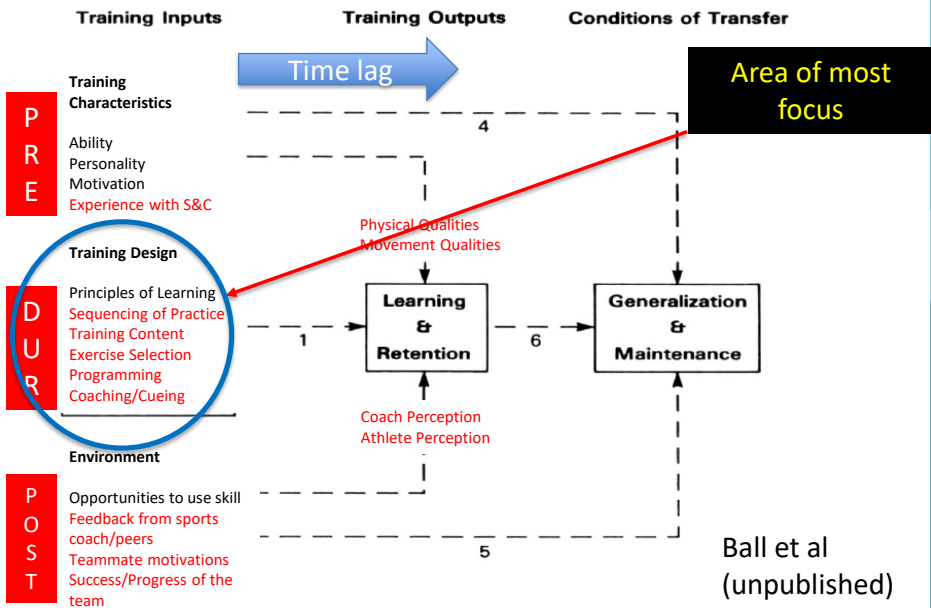 Training Inputs
Training Outputs
Conditions of Transfer
Time lag
Area of most
focus
PRE
Training
Characteristics
Ability
Personality
Motivation
Experience with S&C
4
Physical Qualities
Movement Qualities
DUR
Training Design
Principles of Learning
Sequencing of Practice
Training Content
Exercise Selection
Programming
Coaching/Cueing
1
Learning
&
Retention
6
Generalization
&
Maintenance
Coach Perception
Athlete Perception
POST
Environment
Opportunities to use skill
Feedback from sports
coach/peers
Teammate motivations
Success/Progress of the
team
5
Ball et al
(unpublished)